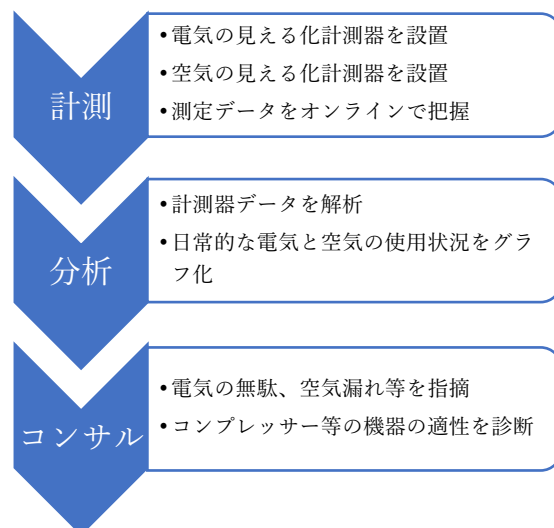 計測
•電気の見える化計測器を設置
•空気の見える化計測器を設置
•測定データをオンラインで把握
分析
•計測器データを解析
•日常的な電気と空気の使用状況をグラ
フ化
コンサル
•電気の無駄、空気漏れ等を指摘
•コンプレッサー等の機器の適性を診断